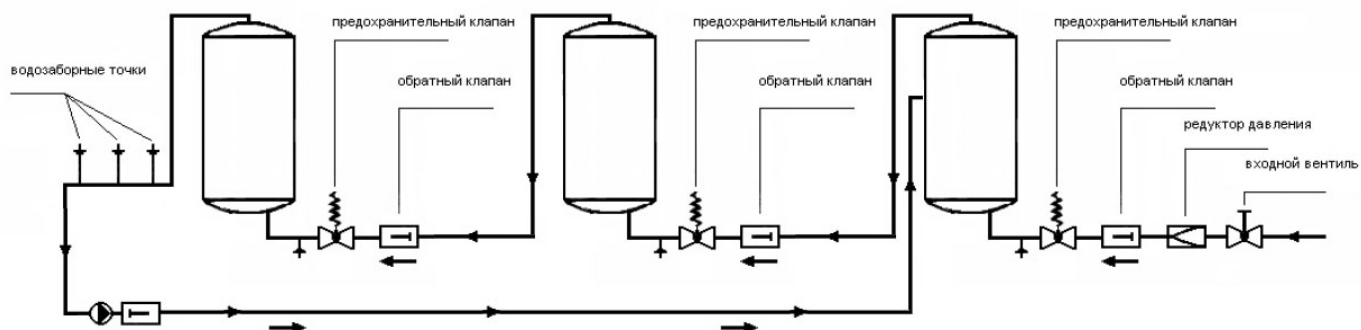 предохранительный клапан
предохранительный клапан
предохранительный клапан
водозаборные точки
обратный клапан
обратный клапан
обратный клапан
редуктор давления
входной вентиль